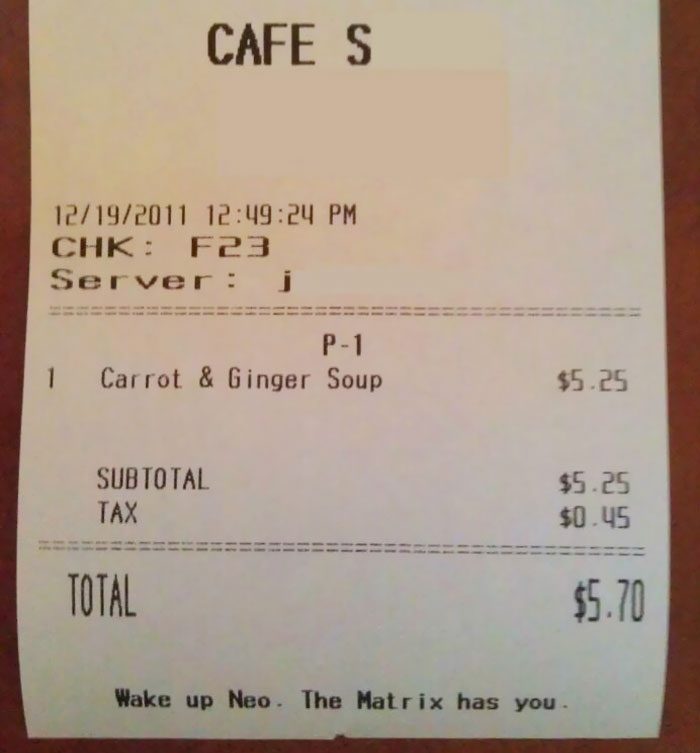 CAFE S
12/19/2011 12:49:24 PM
CHK: F23
Server: j
P-1
1 Carrot & Ginger Soup $5.25
SUBTOTAL $5.25
TAX $0.45
TOTAL $5.70
Wake up Neo. The Matrix has you.